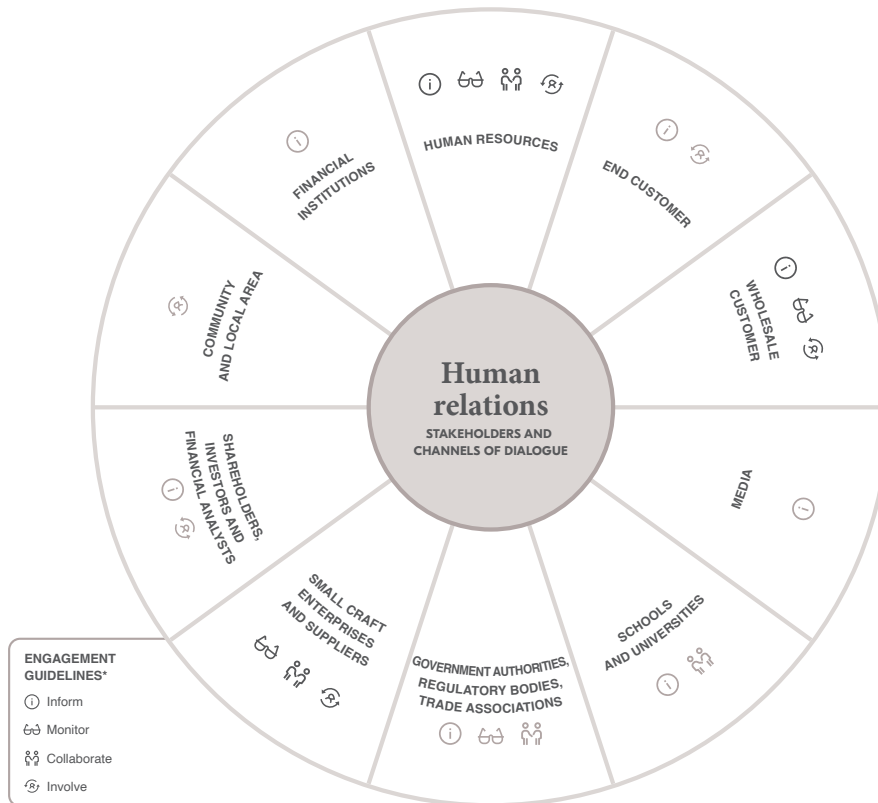 Human
relations
STAKEHOLDERS AND
CHANNELS OF DIALOGUE
HUMAN RESOURCES
END CUSTOMER
WHOLESALE
CUSTOMER
MEDIA
SCHOOLS
AND UNIVERSITIES
GOVERNMENT AUTHORITIES,
REGULATORY BODIES,
TRADE ASSOCIATIONS
SMALL CRAFT
ENTERPRISES
AND SUPPLIERS
SHAREHOLDERS,
INVESTORS AND
FINANCIAL ANALYSTS
COMMUNITY
AND LOCAL AREA
FINANCIAL
INSTITUTIONS
ENGAGEMENT
GUIDELINES*
Inform
Monitor
Collaborate
Involve